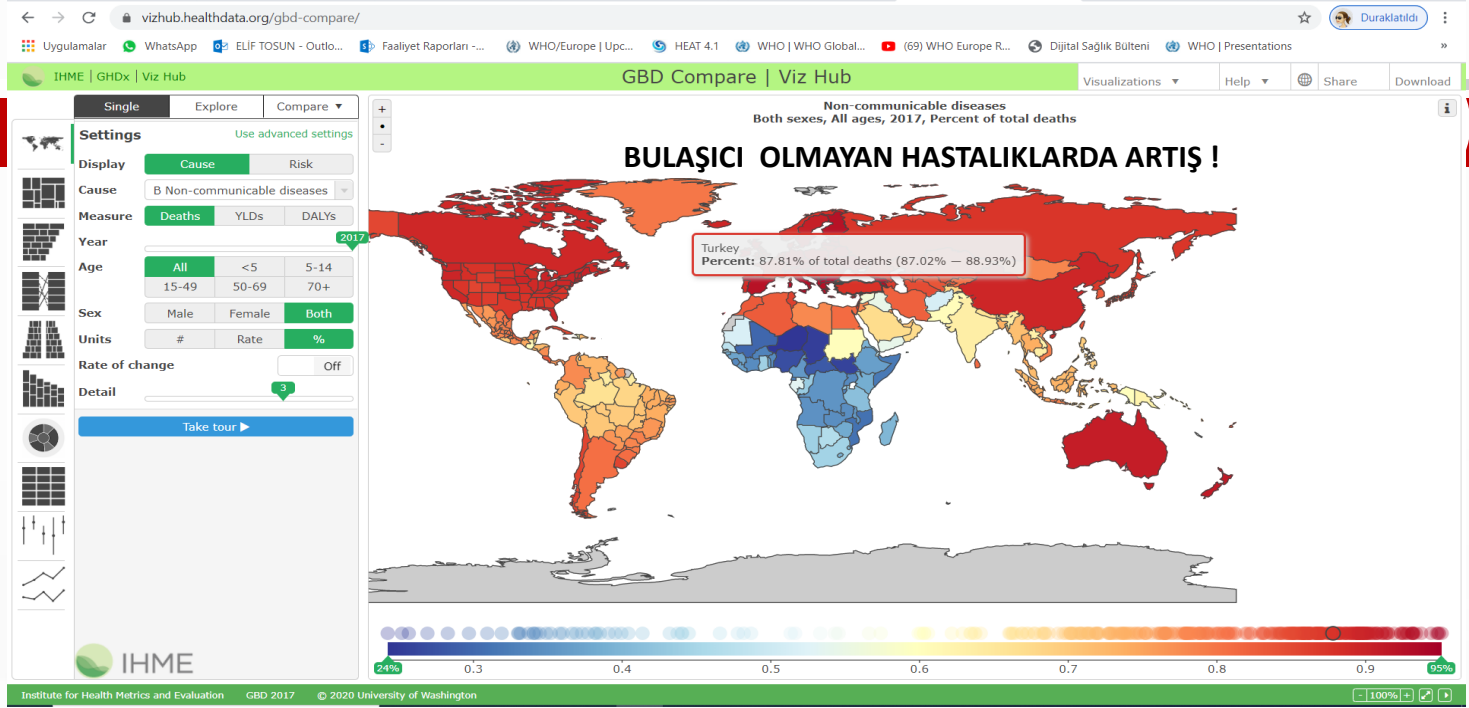 vizhub.healthdata.org/gbd-compare/
Duraklatıldı
Uygulamalar WhatsApp ELİF TOSUN - Outlo... Faaliyet Raporları -... WHO/Europe | Upc... HEAT 4.1 WHO | WHO Global... (69) WHO Europe R... Dijital Sağlık Bülteni WHO | Presentations »
IHME | GHDx | Viz Hub
GBD Compare | Viz Hub
Visualizations ▼ Help ▼ Share Download
Single Explore Compare ▼
Settings Use advanced settings
Display Cause Risk
Cause B Non-communicable diseases
Measure Deaths YLDs DALYs
Year 2017
Age All <5 5-14
15-49 50-69 70+
Sex Male Female Both
Units # Rate %
Rate of change Off
Detail 3
Take tour ▶
IHME
+
•
-
Non-communicable diseases
Both sexes, All ages, 2017, Percent of total deaths
i
BULAŞICI OLMAYAN HASTALIKLARDA ARTIŞ !
Turkey
Percent: 87.81% of total deaths (87.02% — 88.93%)
24% 0.3 0.4 0.5 0.6 0.7 0.8 0.9 95%
Institute for Health Metrics and Evaluation GBD 2017 © 2020 University of Washington
- 100% +